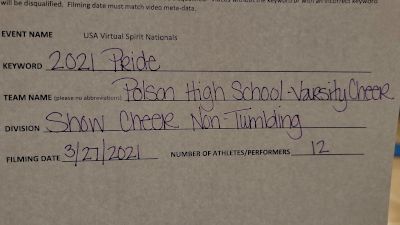 will be disqualified. Filming date must match video meta-data.
EVENT NAME USA Virtual Spirit Nationals
KEYWORD 2021 Pride
TEAM NAME (please no abbreviations) Polson High School-Varsity Cheer
DIVISION Show Cheer Non-Tumbling
FILMING DATE 3/27/2021 NUMBER OF ATHLETES/PERFORMERS 12